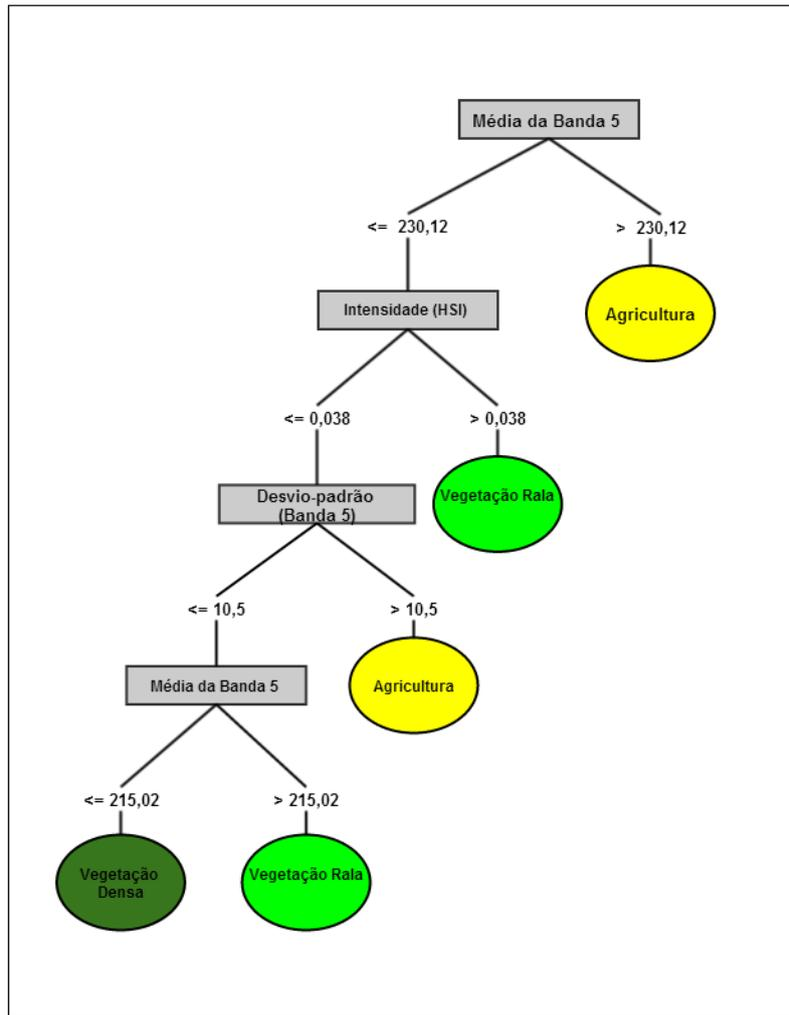 Média da Banda 5
<= 230,12
> 230,12
Intensidade (HSI)
Agricultura
<= 0,038
> 0,038
Desvio-padrão
(Banda 5)
Vegetação Rala
<= 10,5
> 10,5
Média da Banda 5
Agricultura
<= 215,02
> 215,02
Vegetação
Densa
Vegetação Rala